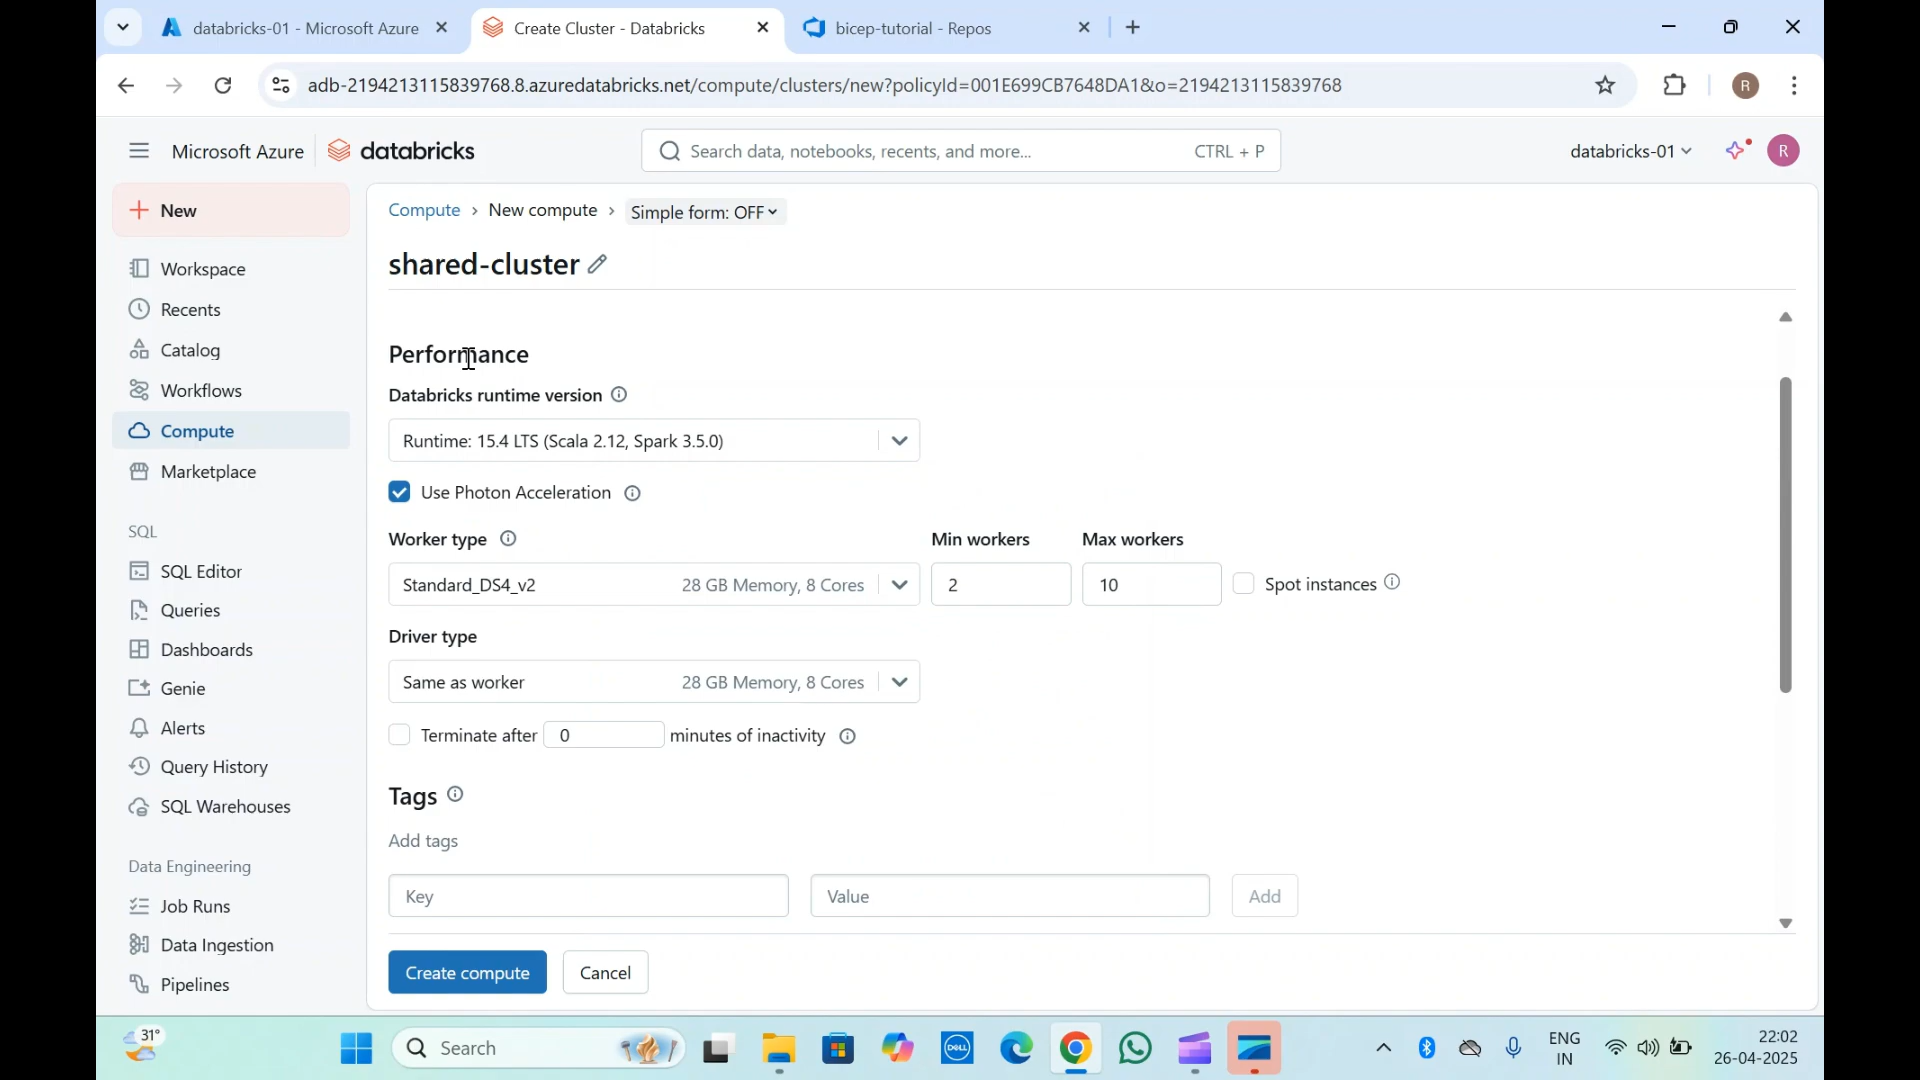 databricks-01 - Microsoft Azure
Create Cluster - Databricks
bicep-tutorial - Repos
adb-2194213115839768.8.azuredatabricks.net/compute/clusters/new?policyId=001E699CB7648DA1&o=2194213115839768
R
Microsoft Azure
databricks
Search data, notebooks, recents, and more...
CTRL + P
databricks-01
R
New
Workspace
Recents
Catalog
Workflows
Compute
Marketplace
SQL
SQL Editor
Queries
Dashboards
Genie
Alerts
Query History
SQL Warehouses
Data Engineering
Job Runs
Data Ingestion
Pipelines
Compute › New compute › Simple form: OFF
shared-cluster
Performance
Databricks runtime version
Runtime: 15.4 LTS (Scala 2.12, Spark 3.5.0)
Use Photon Acceleration
Worker type Min workers Max workers
Standard_DS4_v2 28 GB Memory, 8 Cores 2 10 Spot instances
Driver type
Same as worker 28 GB Memory, 8 Cores
Terminate after 0 minutes of inactivity
Tags
Add tags
Key Value Add
Create compute Cancel
31°
Search
DELL
ENG
IN
22:02
26-04-2025